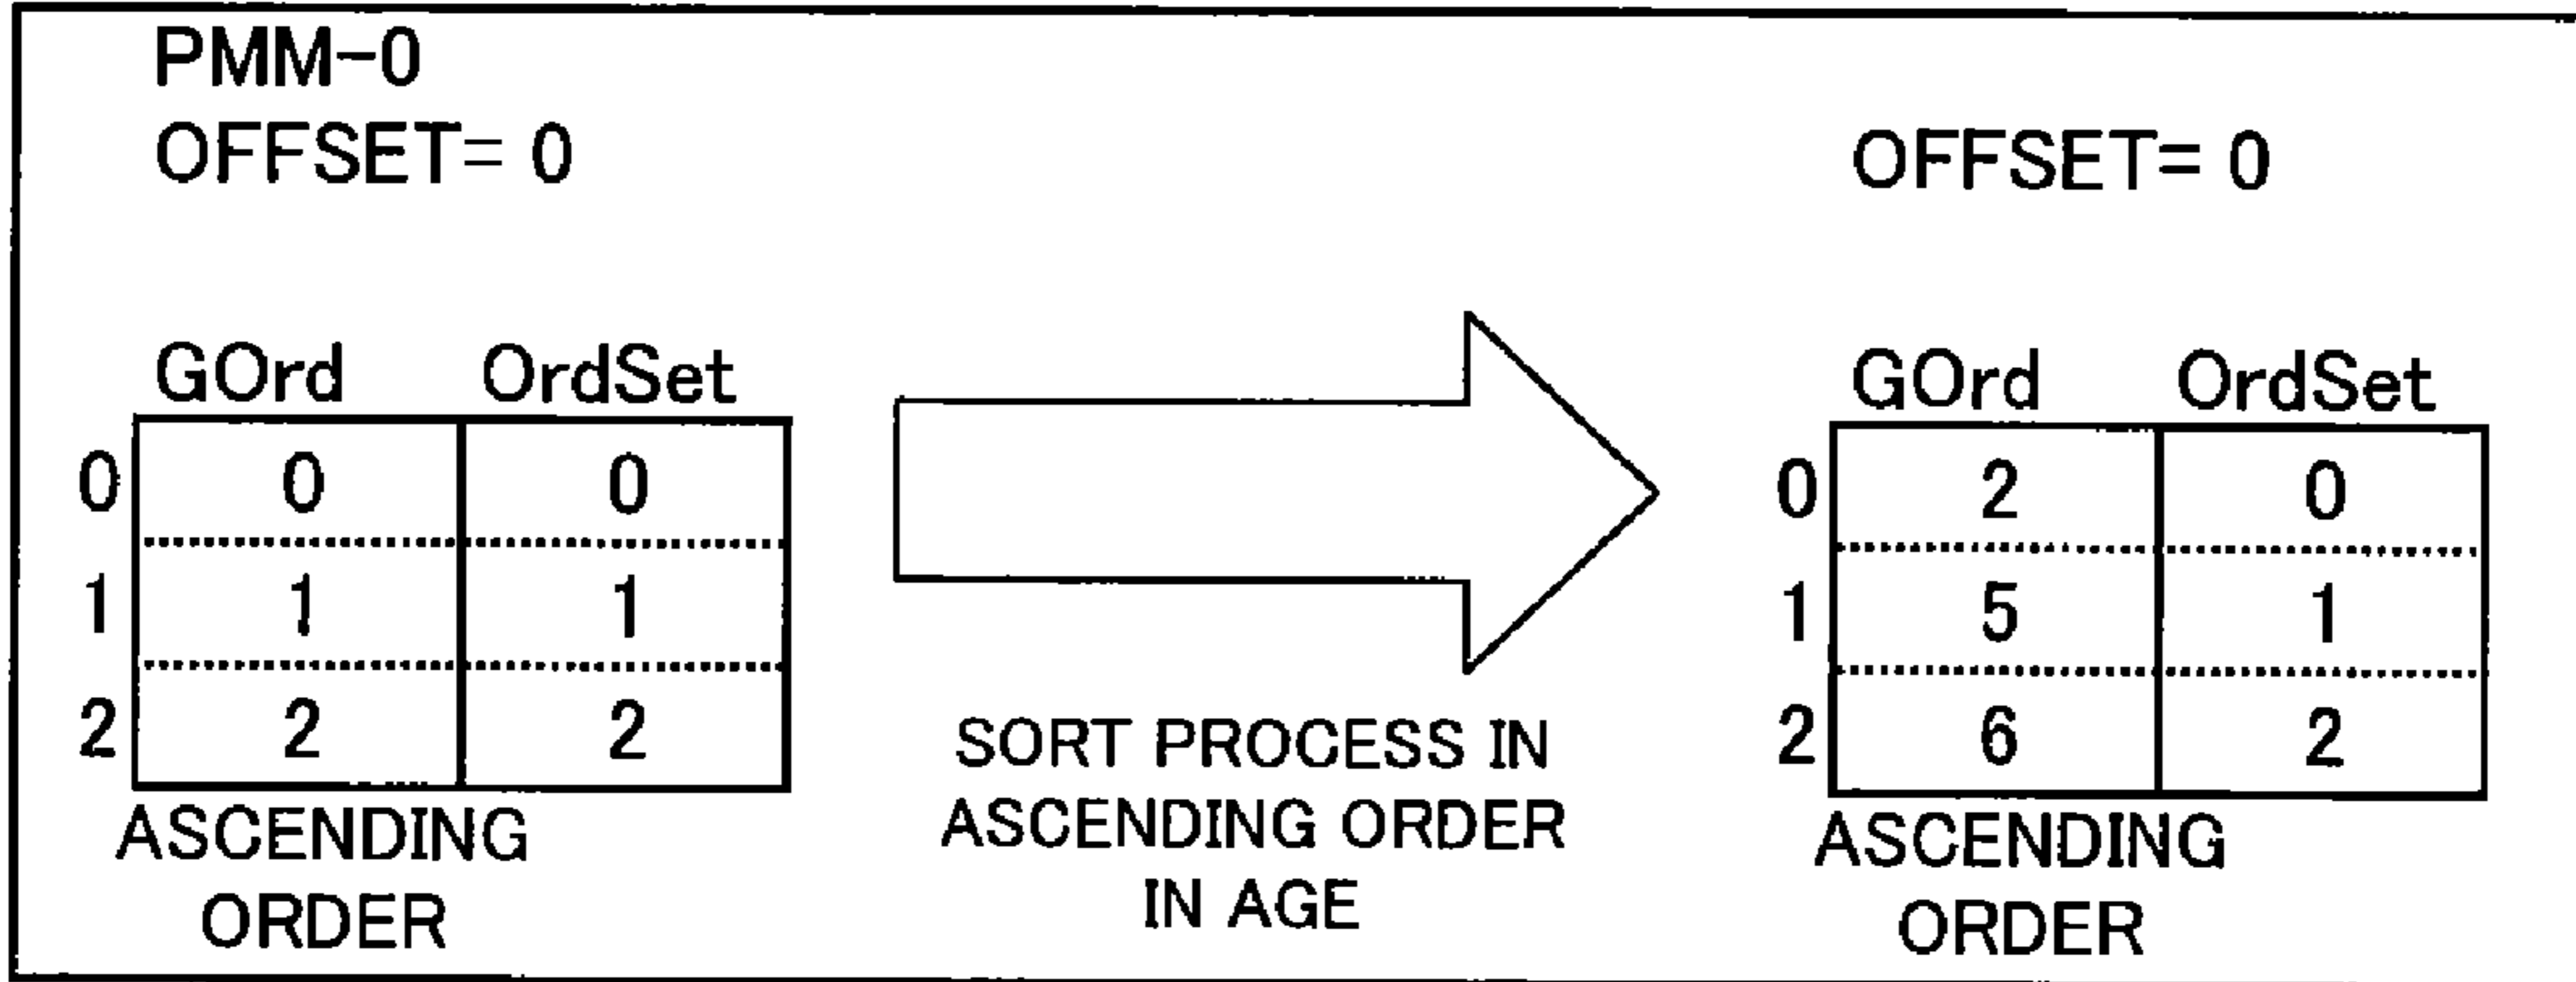 PMM-0
OFFSET= 0
OFFSET= 0
GOrd OrdSet
0 0 0
1 1 1
2 2 2
ASCENDING
ORDER
SORT PROCESS IN
ASCENDING ORDER
IN AGE
GOrd OrdSet
0 2 0
1 5 1
2 6 2
ASCENDING
ORDER